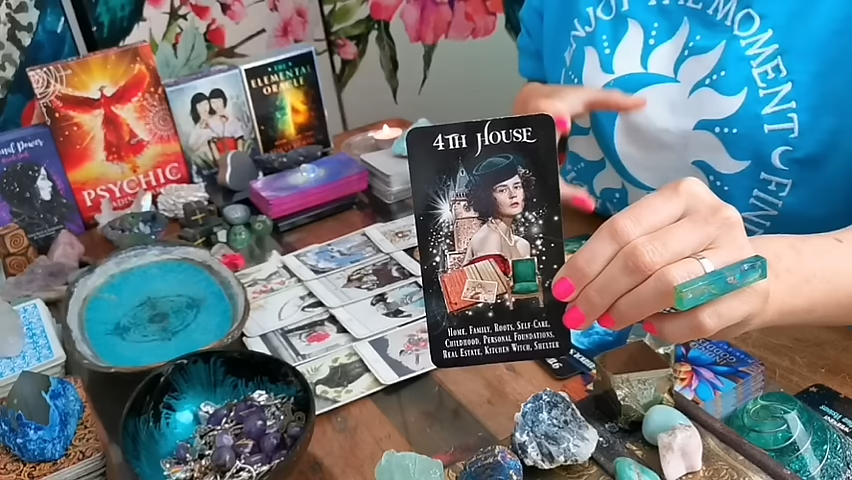 ENJOY THE MOMENT. FIND
THE
ELEMENTAL
ORACLE
PSYCHIC
4TH HOUSE
HOME, FAMILY, ROOTS, SELF-CARE,
CHILDHOOD, PERSONAL FOUNDATIONS,
REAL ESTATE, KITCHEN WITCH, SHELTER